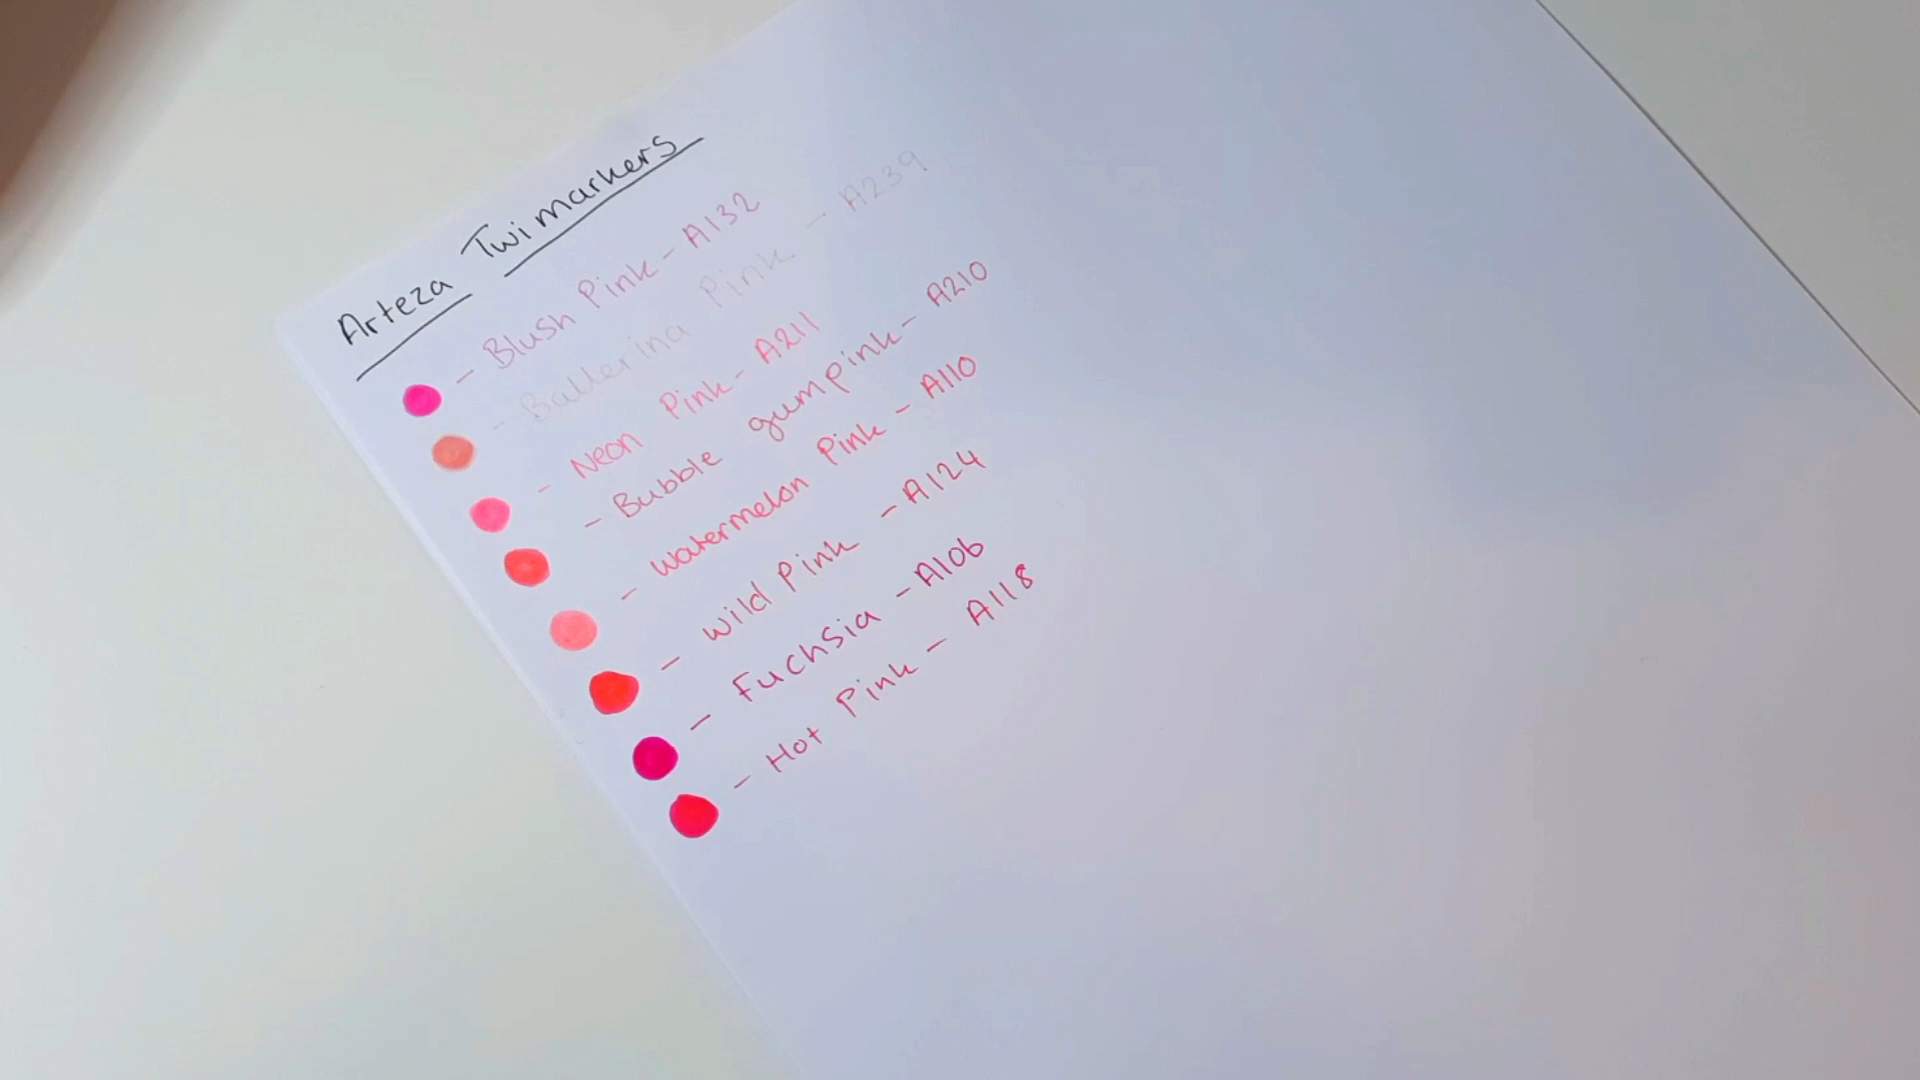 Arteza Twimarkers
- Blush Pink - A132
- Ballerina Pink - A239
- Neon Pink - A211
- Bubble gumpink - A210
- Watermelon Pink - A110
- Wild Pink - A124
- Fuchsia - A106
- Hot Pink - A118